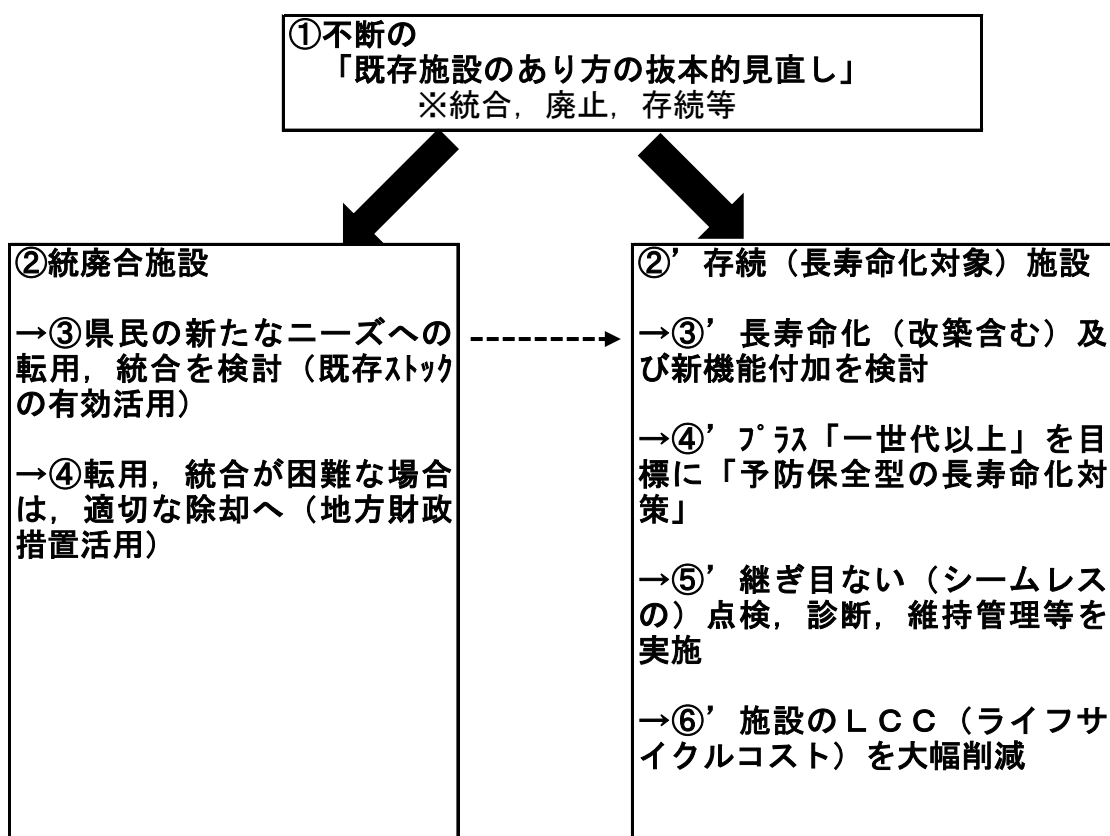 ①不断の
「既存施設のあり方の抜本的見直し」
※統合，廃止，存続等
②統廃合施設
→③県民の新たなニーズへの
転用，統合を検討（既存ｽﾄｯｸ
の有効活用）
→④転用，統合が困難な場合
は，適切な除却へ（地方財政
措置活用）
②’存続（長寿命化対象）施設
→③’長寿命化（改築含む）及
び新機能付加を検討
→④’ﾌﾟﾗｽ「一世代以上」を目
標に「予防保全型の長寿命化対
策」
→⑤’継ぎ目ない（シームレス
の）点検，診断，維持管理等を
実施
→⑥’施設のＬＣＣ（ライフサ
イクルコスト）を大幅削減